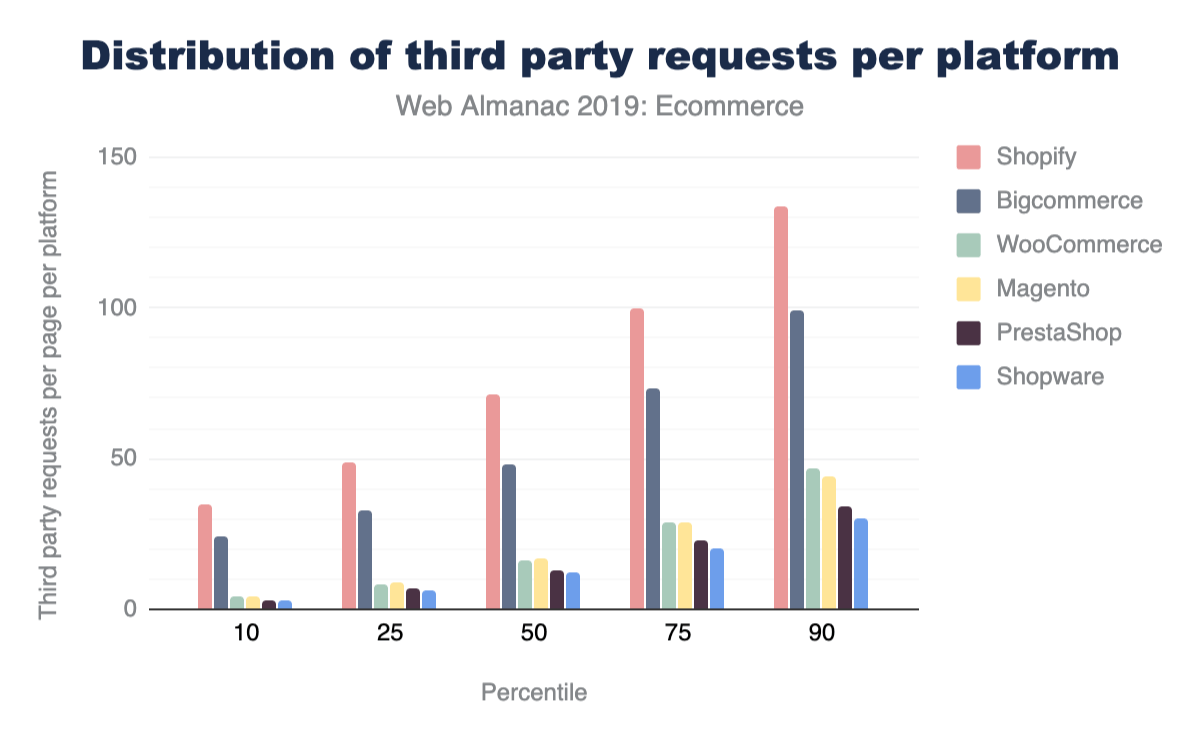 Distribution of third party requests per platform
Web Almanac 2019: Ecommerce
Third party requests per page per platform
150
100
50
0
10
25
50
75
90
Percentile
Shopify
Bigcommerce
WooCommerce
Magento
PrestaShop
Shopware